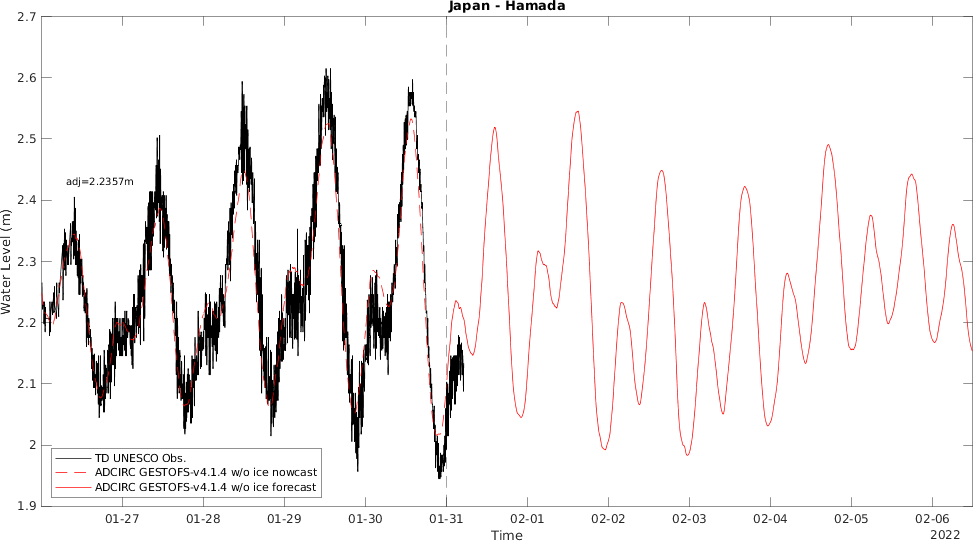 Japan - Hamada
2.7
2.6
2.5
2.4
2.3
2.2
2.1
2
1.9
Water Level (m)
adj=2.2357m
TD UNESCO Obs.
ADCIRC GESTOFS-v4.1.4 w/o ice nowcast
ADCIRC GESTOFS-v4.1.4 w/o ice forecast
01-27 01-28 01-29 01-30 01-31 02-01 02-02 02-03 02-04 02-05 02-06
Time
2022